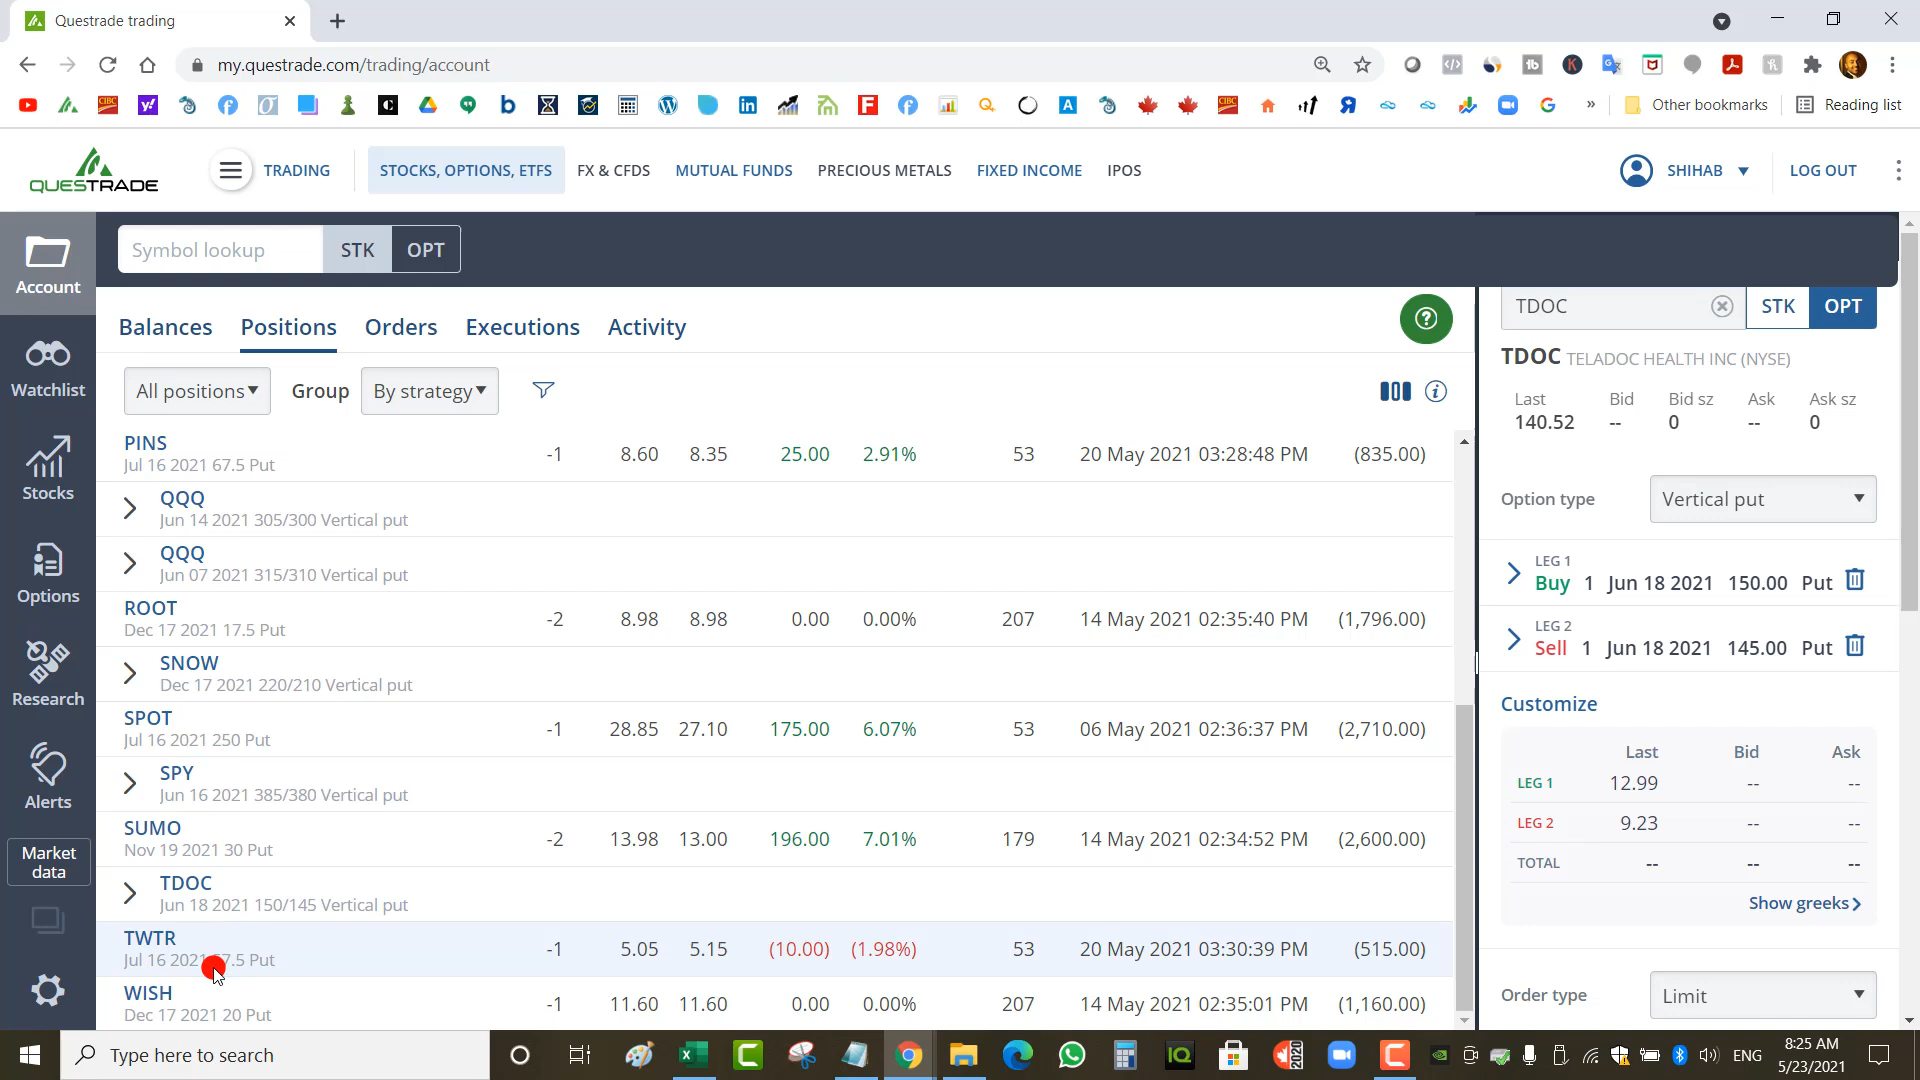 Questrade trading
my.questrade.com/trading/account
Other bookmarks
Reading list
QUESTRADE
TRADING
STOCKS, OPTIONS, ETFS
FX & CFDS
MUTUAL FUNDS
PRECIOUS METALS
FIXED INCOME
IPOS
SHIHAB
LOG OUT
Account
Watchlist
Stocks
Options
Research
Alerts
Market
data
Symbol lookup
STK
OPT
Balances
Positions
Orders
Executions
Activity
All positions
Group
By strategy
PINS
Jul 16 2021 67.5 Put
-1 8.60 8.35 25.00 2.91% 53 20 May 2021 03:28:48 PM (835.00)
QQQ
Jun 14 2021 305/300 Vertical put
QQQ
Jun 07 2021 315/310 Vertical put
ROOT
Dec 17 2021 17.5 Put
-2 8.98 8.98 0.00 0.00% 207 14 May 2021 02:35:40 PM (1,796.00)
SNOW
Dec 17 2021 220/210 Vertical put
SPOT
Jul 16 2021 250 Put
-1 28.85 27.10 175.00 6.07% 53 06 May 2021 02:36:37 PM (2,710.00)
SPY
Jun 16 2021 385/380 Vertical put
SUMO
Nov 19 2021 30 Put
-2 13.98 13.00 196.00 7.01% 179 14 May 2021 02:34:52 PM (2,600.00)
TDOC
Jun 18 2021 150/145 Vertical put
TWTR
Jul 16 2021 7.5 Put
-1 5.05 5.15 (10.00) (1.98%) 53 20 May 2021 03:30:39 PM (515.00)
WISH
Dec 17 2021 20 Put
-1 11.60 11.60 0.00 0.00% 207 14 May 2021 02:35:01 PM (1,160.00)
TDOC
STK
OPT
TDOC TELADOC HEALTH INC (NYSE)
Last Bid Bid sz Ask Ask sz
140.52 -- 0 -- 0
Option type
Vertical put
LEG 1
Buy 1 Jun 18 2021 150.00 Put
LEG 2
Sell 1 Jun 18 2021 145.00 Put
Customize
Last Bid Ask
LEG 1 12.99 -- --
LEG 2 9.23 -- --
TOTAL -- -- --
Show greeks
Order type
Limit
Type here to search
ENG
8:25 AM
5/23/2021